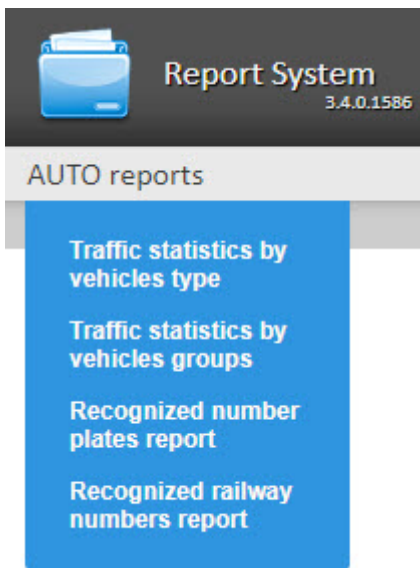 Report System
3.4.0.1586
AUTO reports
Traffic statistics by
vehicles type
Traffic statistics by
vehicles groups
Recognized number
plates report
Recognized railway
numbers report